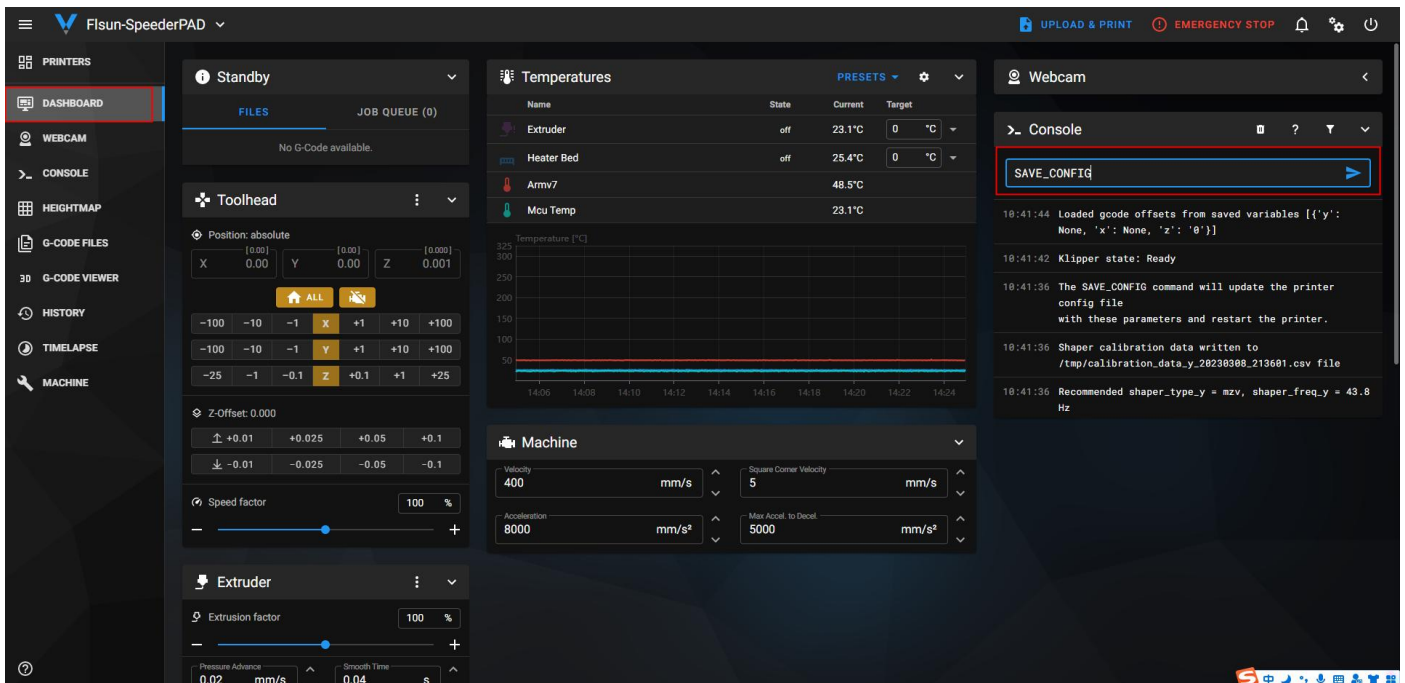 FIsun-SpeederPAD
UPLOAD & PRINT
EMERGENCY STOP
PRINTERS
DASHBOARD
WEBCAM
CONSOLE
HEIGHTMAP
G-CODE FILES
3D G-CODE VIEWER
HISTORY
TIMELAPSE
MACHINE
Standby
FILES JOB QUEUE (0)
No G-Code available.
Toolhead
Position: absolute
[0.00] [0.00] [0.000]
X 0.00 Y 0.00 Z 0.001
ALL
-100 -10 -1 X +1 +10 +100
-100 -10 -1 Y +1 +10 +100
-25 -1 -0.1 Z +0.1 +1 +25
Z-Offset: 0.000
+0.01 +0.025 +0.05 +0.1
-0.01 -0.025 -0.05 -0.1
Speed factor 100 %
Extruder
Extrusion factor 100 %
Pressure Advance Smooth Time
0.02 mm/s 0.04 s
Temperatures PRESETS
Name State Current Target
Extruder off 23.1°C 0 °C
Heater Bed off 25.4°C 0 °C
Armv7 48.5°C
Mcu Temp 23.1°C
Temperature [°C]
325
300
250
200
150
100
50
14:06 14:08 14:10 14:12 14:14 14:16 14:18 14:20 14:22 14:24
Machine
Velocity Square Corner Velocity
400 mm/s 5 mm/s
Acceleration Max Accel. to Decel.
8000 mm/s² 5000 mm/s²
Webcam
>_ Console
SAVE_CONFIG
10:41:44 Loaded gcode offsets from saved variables [{'y':
None, 'x': None, 'z': '0'}]
10:41:42 Klipper state: Ready
10:41:36 The SAVE_CONFIG command will update the printer
config file
with these parameters and restart the printer.
10:41:36 Shaper calibration data written to
/tmp/calibration_data_y_20230308_213601.csv file
10:41:36 Recommended shaper_type_y = mzv, shaper_freq_y = 43.8
Hz
中